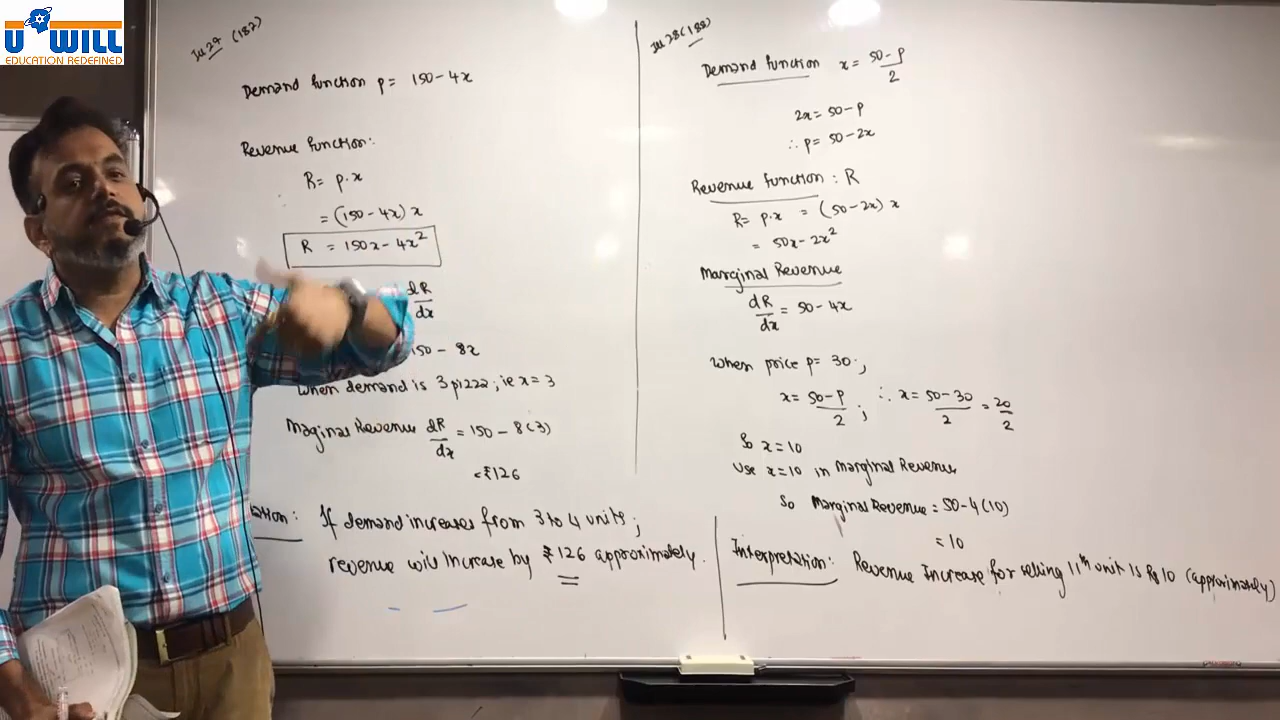 U WILL
EDUCATION REDEFINED
Ill 27 (187)
Demand function p = 150 - 4x
Revenue function:
R = p·x
= (150 - 4x) x
R = 150x - 4x²
dR/dx
150 - 8x
When demand is 3 pizza; ie x = 3
Maginal Revenue dR/dx = 150 - 8(3)
= ₹126
tation: If demand increases from 3 to 4 units;
revenue will increase by ₹126 approximately.
Ill 28 (188)
Demand function x = 50-p/2
2x = 50 - p
∴ p = 50 - 2x
Revenue function : R
R = p·x = (50 - 2x) x
= 50x - 2x²
Marginal Revenue
dR/dx = 50 - 4x
When price p = 30;
x = 50-p/2 ; ∴ x = 50-30/2 = 20/2
So x = 10
Use x = 10 in Marginal Revenue
So Marginal Revenue = 50 - 4(10)
= 10
Interpretation: Revenue Increase for selling 11th unit is Rs 10 (approximately)